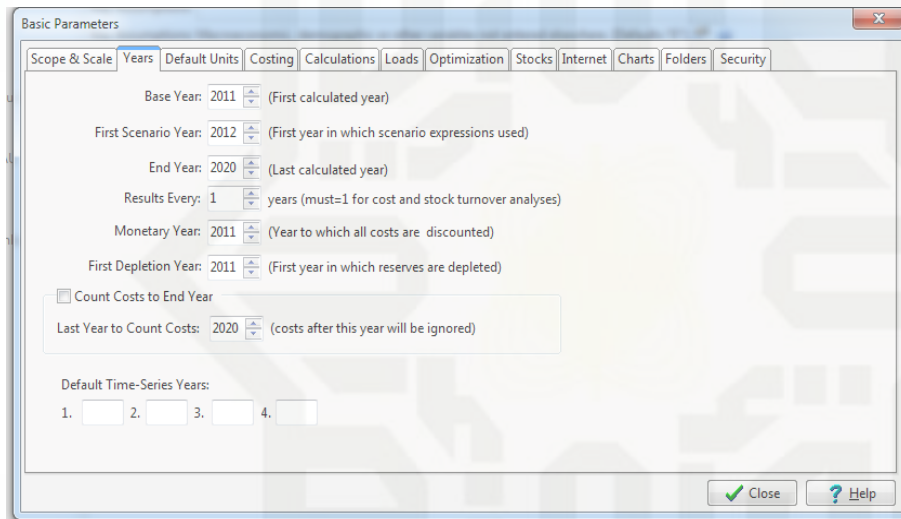 Basic Parameters
Scope & Scale Years Default Units Costing Calculations Loads Optimization Stocks Internet Charts Folders Security
Base Year: 2011 (First calculated year)
First Scenario Year: 2012 (First year in which scenario expressions used)
End Year: 2020 (Last calculated year)
Results Every: 1 years (must=1 for cost and stock turnover analyses)
Monetary Year: 2011 (Year to which all costs are discounted)
First Depletion Year: 2011 (First year in which reserves are depleted)
Count Costs to End Year
Last Year to Count Costs: 2020 (costs after this year will be ignored)
Default Time-Series Years:
1. 2. 3. 4.
Close ? Help